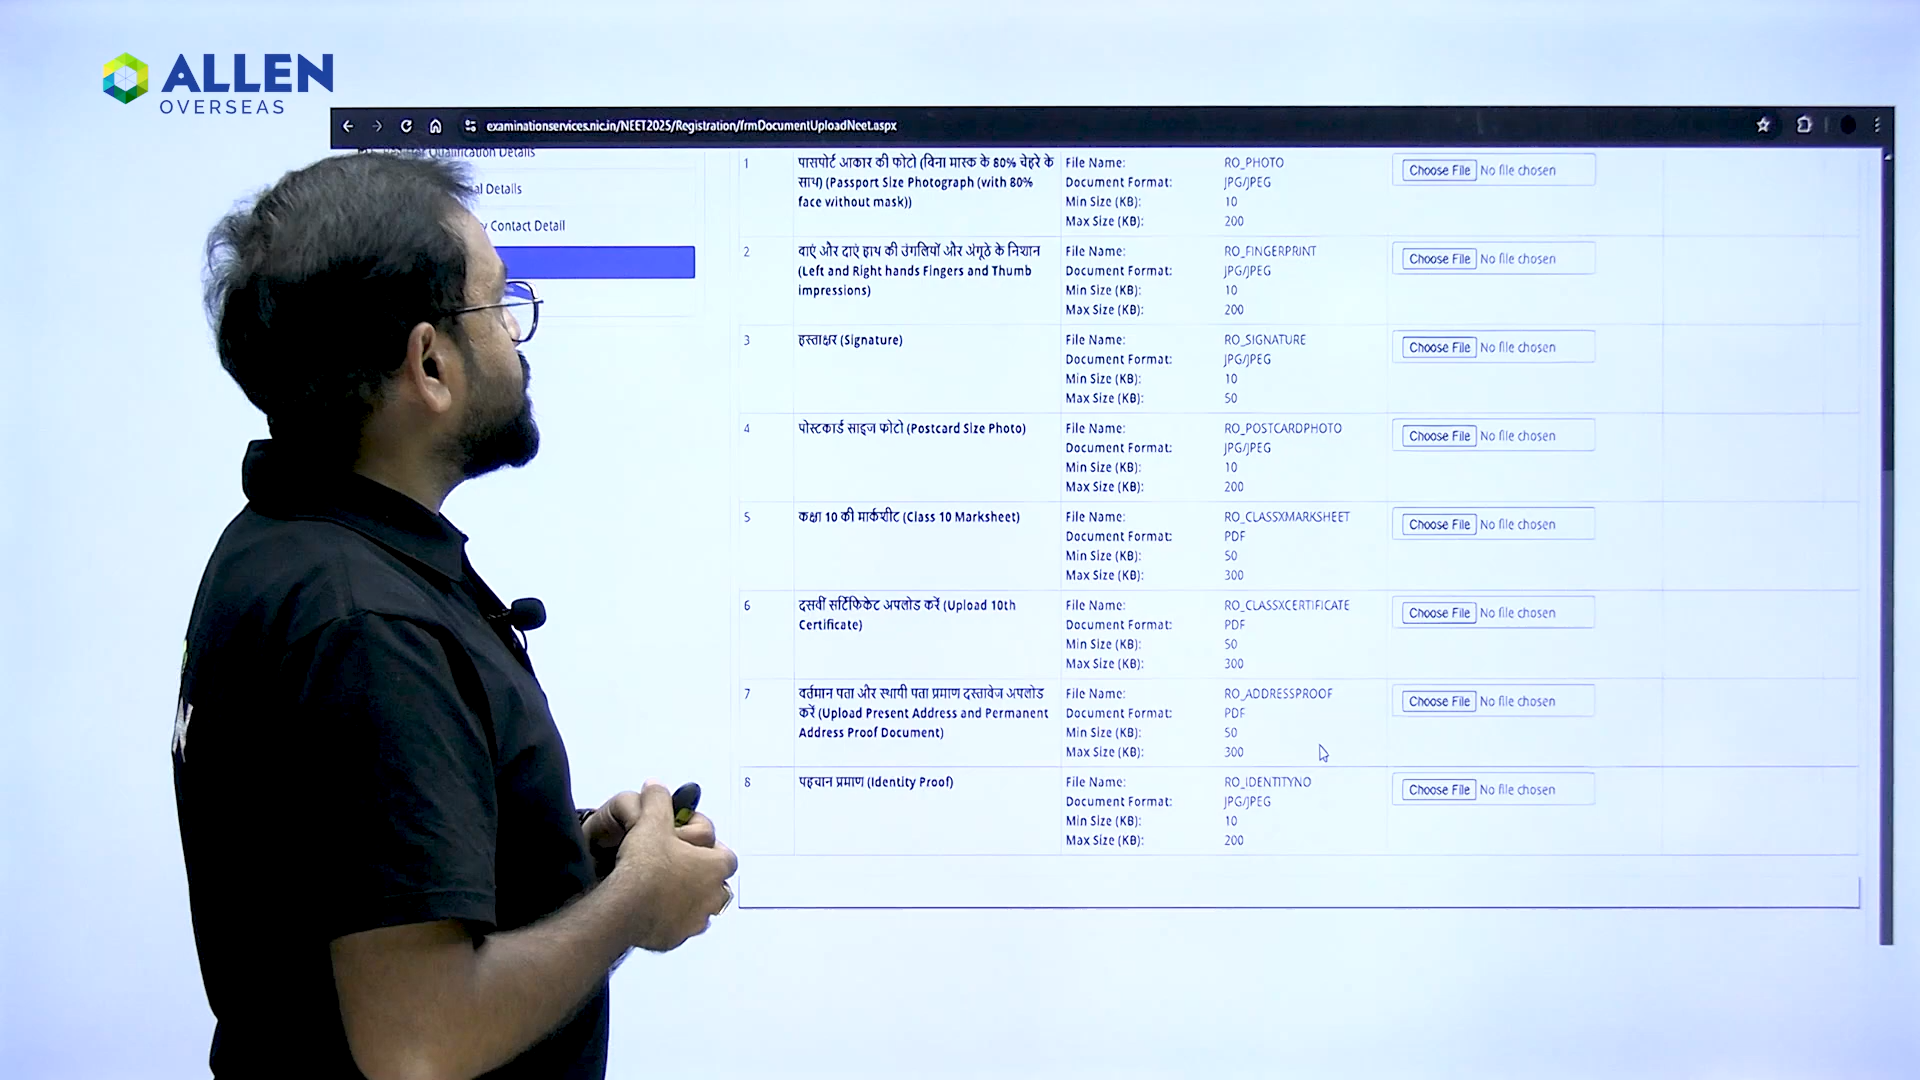 ALLEN
OVERSEAS
examinationservices.nic.in/NEET2025/Registration/frmDocumentUploadNeet.aspx
Qualification Details
Details
Contact Detail
1
पासपोर्ट आकार की फोटो (बिना मास्क के 80% चेहरे के
साथ) (Passport Size Photograph (with 80%
face without mask))
File Name: RO_PHOTO
Document Format: JPG/JPEG
Min Size (KB): 10
Max Size (KB): 200
Choose File No file chosen
2
बाएं और दाएं हाथ की उंगलियों और अंगूठे के निशान
(Left and Right hands Fingers and Thumb
impressions)
File Name: RO_FINGERPRINT
Document Format: JPG/JPEG
Min Size (KB): 10
Max Size (KB): 200
Choose File No file chosen
3
हस्ताक्षर (Signature)
File Name: RO_SIGNATURE
Document Format: JPG/JPEG
Min Size (KB): 10
Max Size (KB): 50
Choose File No file chosen
4
पोस्टकार्ड साइज फोटो (Postcard Size Photo)
File Name: RO_POSTCARDPHOTO
Document Format: JPG/JPEG
Min Size (KB): 10
Max Size (KB): 200
Choose File No file chosen
5
कक्षा 10 की मार्कशीट (Class 10 Marksheet)
File Name: RO_CLASSXMARKSHEET
Document Format: PDF
Min Size (KB): 50
Max Size (KB): 300
Choose File No file chosen
6
दसवीं सर्टिफिकेट अपलोड करें (Upload 10th
Certificate)
File Name: RO_CLASSXCERTIFICATE
Document Format: PDF
Min Size (KB): 50
Max Size (KB): 300
Choose File No file chosen
7
वर्तमान पता और स्थायी पता प्रमाण दस्तावेज अपलोड
करें (Upload Present Address and Permanent
Address Proof Document)
File Name: RO_ADDRESSPROOF
Document Format: PDF
Min Size (KB): 50
Max Size (KB): 300
Choose File No file chosen
8
पहचान प्रमाण (Identity Proof)
File Name: RO_IDENTITYNO
Document Format: JPG/JPEG
Min Size (KB): 10
Max Size (KB): 200
Choose File No file chosen